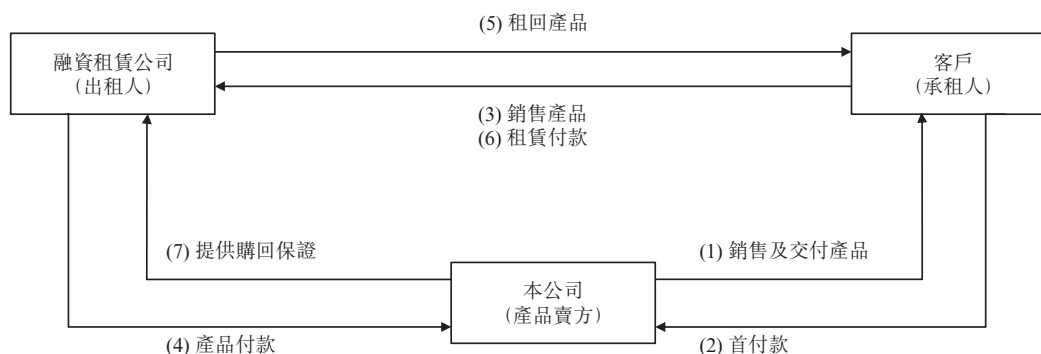 (5) 租回產品
融資租賃公司
（出租人）
客戶
（承租人）
(3) 銷售產品
(6) 租賃付款
(7) 提供購回保證
(1) 銷售及交付產品
本公司
（產品賣方）
(4) 產品付款
(2) 首付款